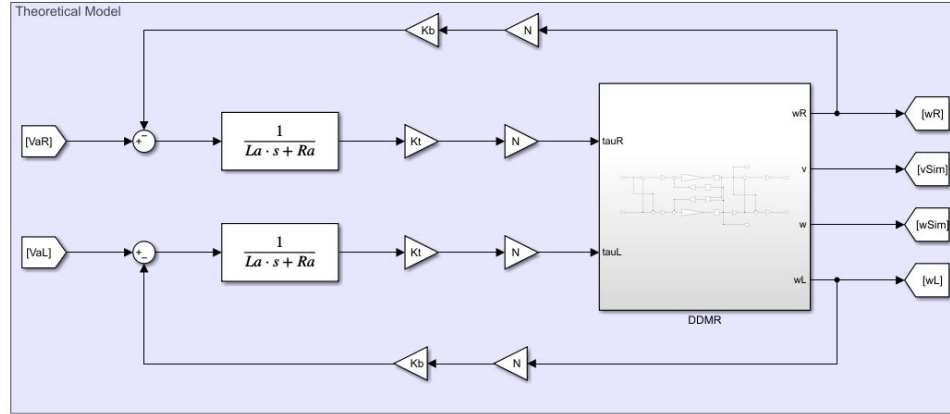 Theoretical Model
Kb
N
[VaR]
+
−
1
La · s + Ra
Kt
N
tauR
wR
[wR]
v
[vSim]
w
[wSim]
[VaL]
+
−
1
La · s + Ra
Kt
N
tauL
wL
[wL]
DDMR
Kb
N